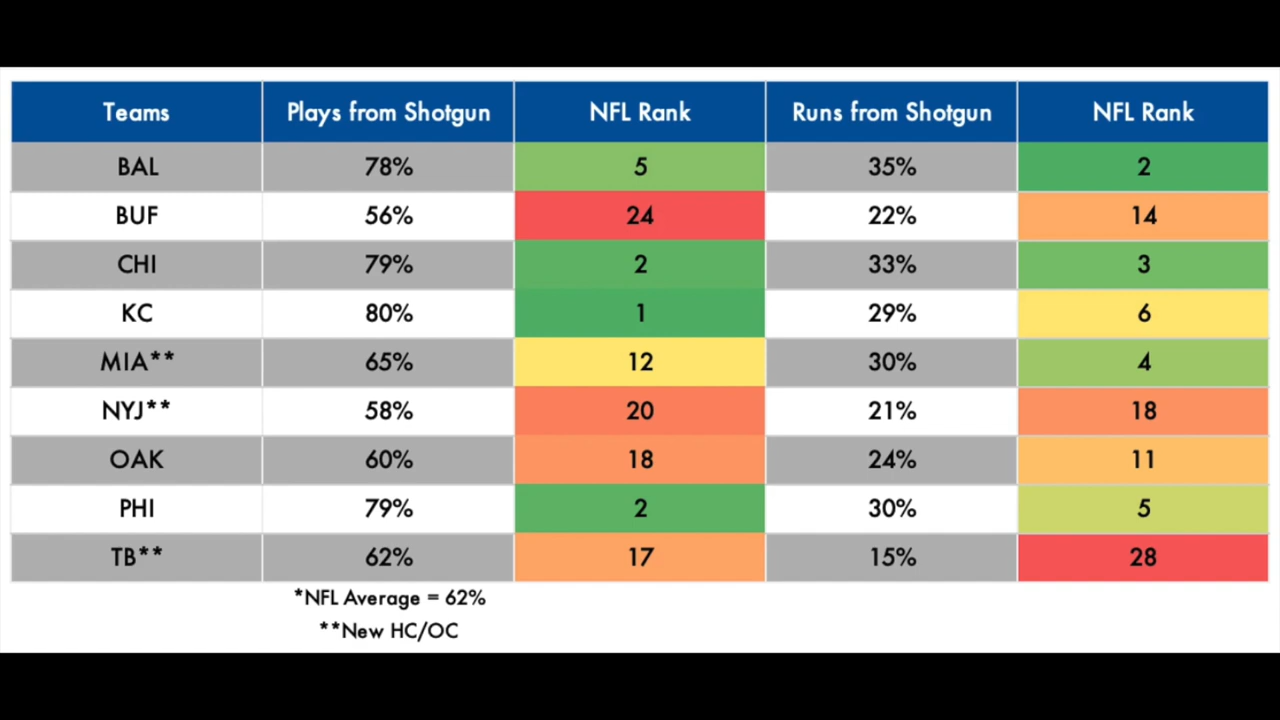 Teams Plays from Shotgun NFL Rank Runs from Shotgun NFL Rank
BAL 78% 5 35% 2
BUF 56% 24 22% 14
CHI 79% 2 33% 3
KC 80% 1 29% 6
MIA** 65% 12 30% 4
NYJ** 58% 20 21% 18
OAK 60% 18 24% 11
PHI 79% 2 30% 5
TB** 62% 17 15% 28
*NFL Average = 62%
**New HC/OC